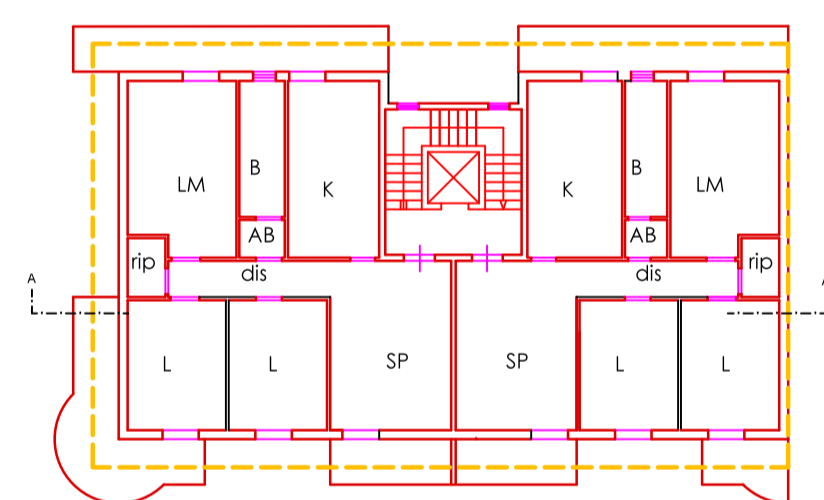 LM B K K B LM
AB AB
rip dis dis rip
A A
L L SP SP L L